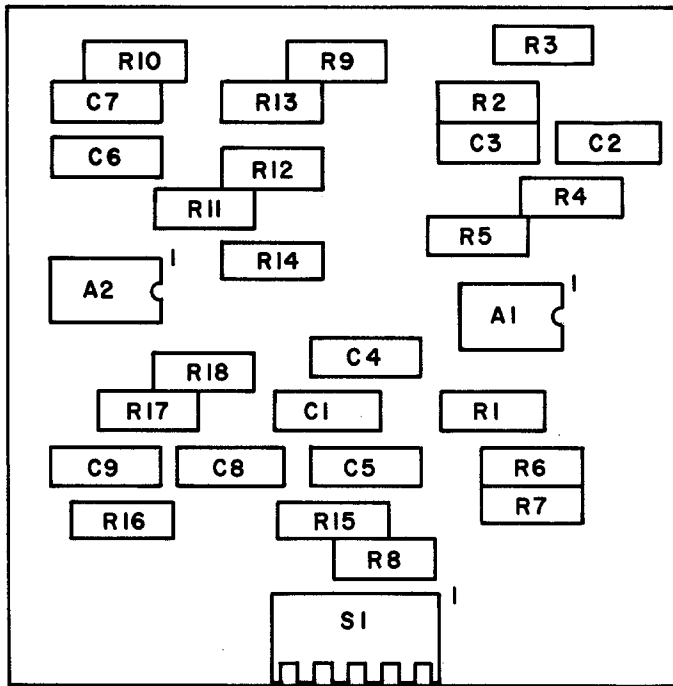 R3
R10 R9
C7 R13 R2
C6 C3 C2
R12
R11 R4
R5
R14
1
A2
1
A1
C4
R18
R17 C1 R1
C9 C8 C5 R6
R7
R16 R15
R8
1
S1